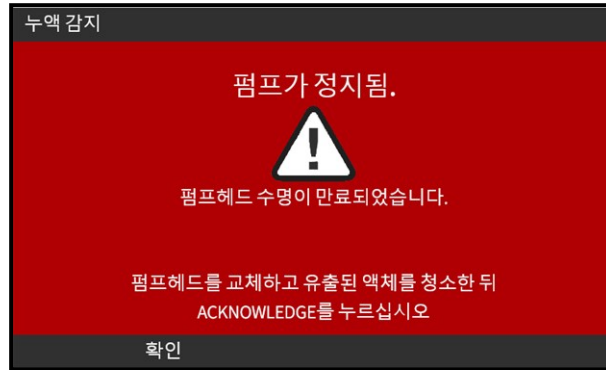 누액 감지
펌프가 정지됨.
펌프헤드 수명이 만료되었습니다.
펌프헤드를 교체하고 유출된 액체를 청소한 뒤
ACKNOWLEDGE를 누르십시오
확인